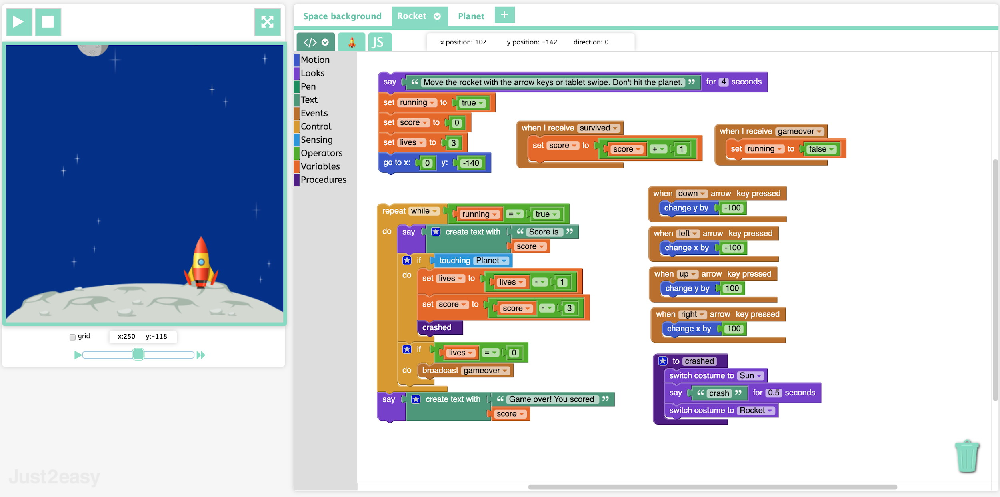 Space background Rocket Planet +
</> JS x position: 102 y position: -142 direction: 0
Motion
Looks
Pen
Text
Events
Control
Sensing
Operators
Variables
Procedures
say “ Move the rocket with the arrow keys or tablet swipe. Don't hit the planet. ” for 4 seconds
set running to true
set score to 0
set lives to 3
go to x: 0 y: -140
when I receive survived
set score to score + 1
when I receive gameover
set running to false
repeat while running = true
do say create text with “ Score is ”
score
if touching Planet
do set lives to lives - 1
set score to score - 3
crashed
if lives = 0
do broadcast gameover
say create text with “ Game over! You scored ”
score
when down arrow key pressed
change y by -100
when left arrow key pressed
change x by -100
when up arrow key pressed
change y by 100
when right arrow key pressed
change x by 100
to crashed
switch costume to Sun
say “ crash ” for 0.5 seconds
switch costume to Rocket
grid x:250 y:-118
Just2easy